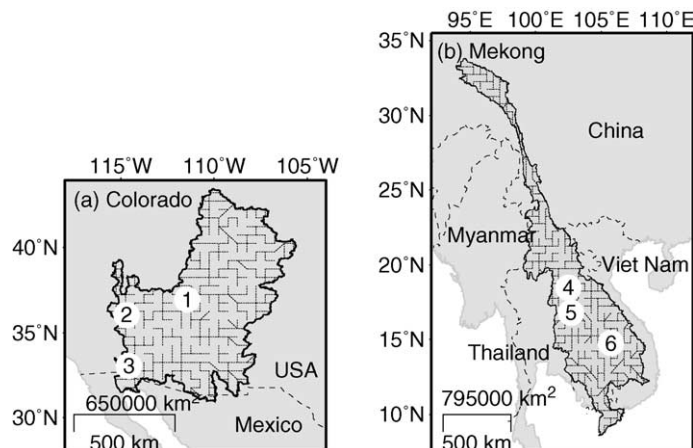 95˚E 100˚E 105˚E 110˚E
35˚N
(b) Mekong
30˚N
China
115˚W 110˚W 105˚W
25˚N
(a) Colorado
40˚N
Myanmar
20˚N
Viet Nam
1
4
35˚N
2
5
15˚N
6
3
Thailand
USA
650000 km²
795000 km²
30˚N
Mexico
10˚N
500 km
500 km